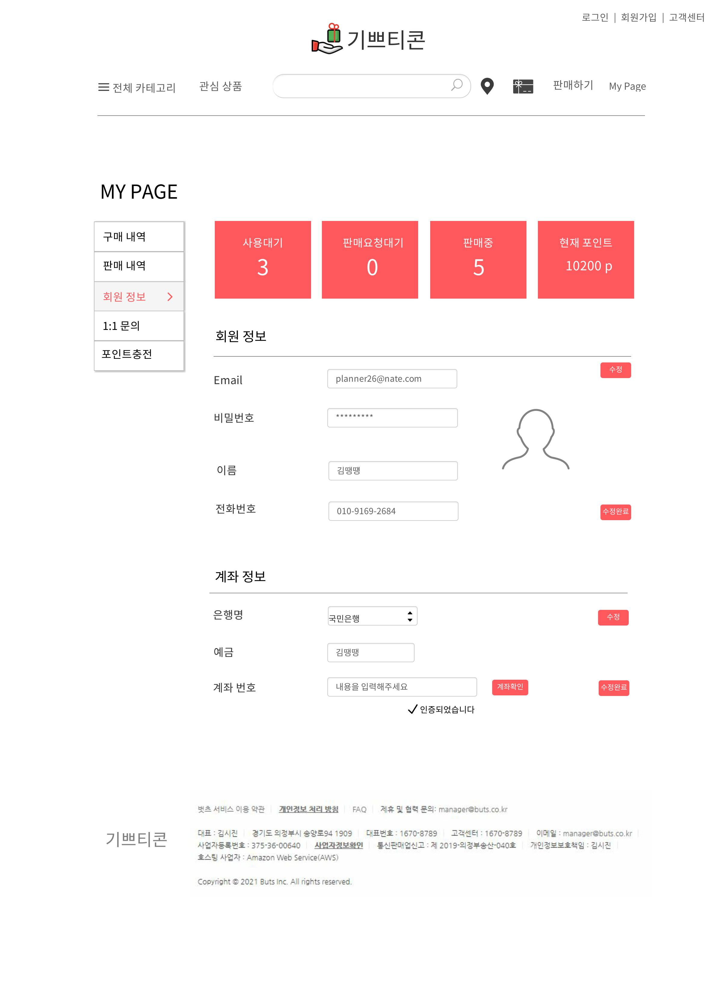 로그인 | 회원가입 | 고객센터
기쁘티콘
전체 카테고리 관심 상품 판매하기 My Page
MY PAGE
구매 내역
판매 내역
회원 정보
1:1 문의
포인트충전
사용대기
3
판매요청대기
0
판매중
5
현재 포인트
10200 p
회원 정보
수정
Email planner26@nate.com
비밀번호 *********
이름 김땡떙
전화번호 010-9169-2684
수정완료
계좌 정보
은행명 국민은행 수정
예금 김땡땡
계좌 번호 내용을 입력해주세요 계좌확인 수정완료
인증되었습니다
기쁘티콘
벗츠 서비스 이용 약관 | 개인정보 처리 방침 | FAQ | 제휴 및 협력 문의: manager@buts.co.kr
대표 : 김시진 | 경기도 의정부시 송양로94 1909 | 대표번호 : 1670-8789 | 고객센터 : 1670-8789 | 이메일 : manager@buts.co.kr |
사업자등록번호 : 375-36-00640 | 사업자정보확인 | 통신판매업신고 : 제 2019-의정부송산-040호 | 개인정보보호책임 : 김시진 |
호스팅 사업자 : Amazon Web Service(AWS)
Copyright © 2021 Buts Inc. All rights reserved.